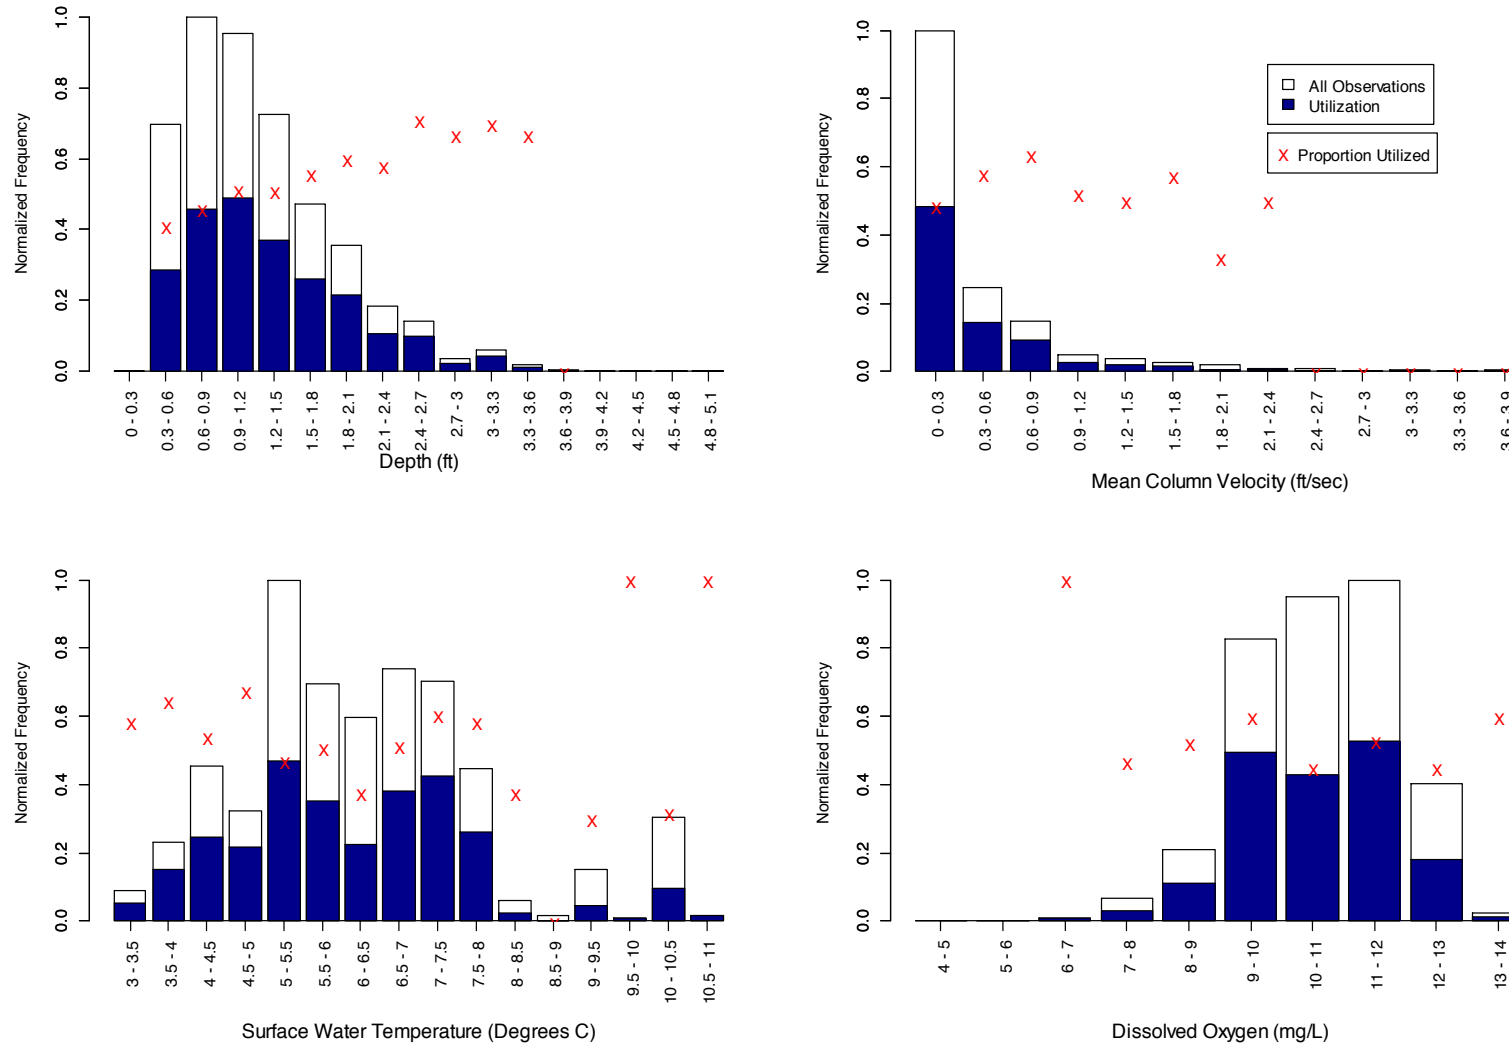 Normalized Frequency
0.0 0.2 0.4 0.6 0.8 1.0
0 - 0.3
0.3 - 0.6
0.6 - 0.9
0.9 - 1.2
1.2 - 1.5
1.5 - 1.8
1.8 - 2.1
2.1 - 2.4
2.4 - 2.7
2.7 - 3
3 - 3.3
3.3 - 3.6
3.6 - 3.9
3.9 - 4.2
4.2 - 4.5
4.5 - 4.8
4.8 - 5.1
Depth (ft)
Normalized Frequency
0.0 0.2 0.4 0.6 0.8 1.0
All Observations
Utilization
X Proportion Utilized
0 - 0.3
0.3 - 0.6
0.6 - 0.9
0.9 - 1.2
1.2 - 1.5
1.5 - 1.8
1.8 - 2.1
2.1 - 2.4
2.4 - 2.7
2.7 - 3
3 - 3.3
3.3 - 3.6
3.6 - 3.9
Mean Column Velocity (ft/sec)
Normalized Frequency
0.0 0.2 0.4 0.6 0.8 1.0
3 - 3.5
3.5 - 4
4 - 4.5
4.5 - 5
5 - 5.5
5.5 - 6
6 - 6.5
6.5 - 7
7 - 7.5
7.5 - 8
8 - 8.5
8.5 - 9
9 - 9.5
9.5 - 10
10 - 10.5
10.5 - 11
Surface Water Temperature (Degrees C)
Normalized Frequency
0.0 0.2 0.4 0.6 0.8 1.0
4 - 5
5 - 6
6 - 7
7 - 8
8 - 9
9 - 10
10 - 11
11 - 12
12 - 13
13 - 14
Dissolved Oxygen (mg/L)